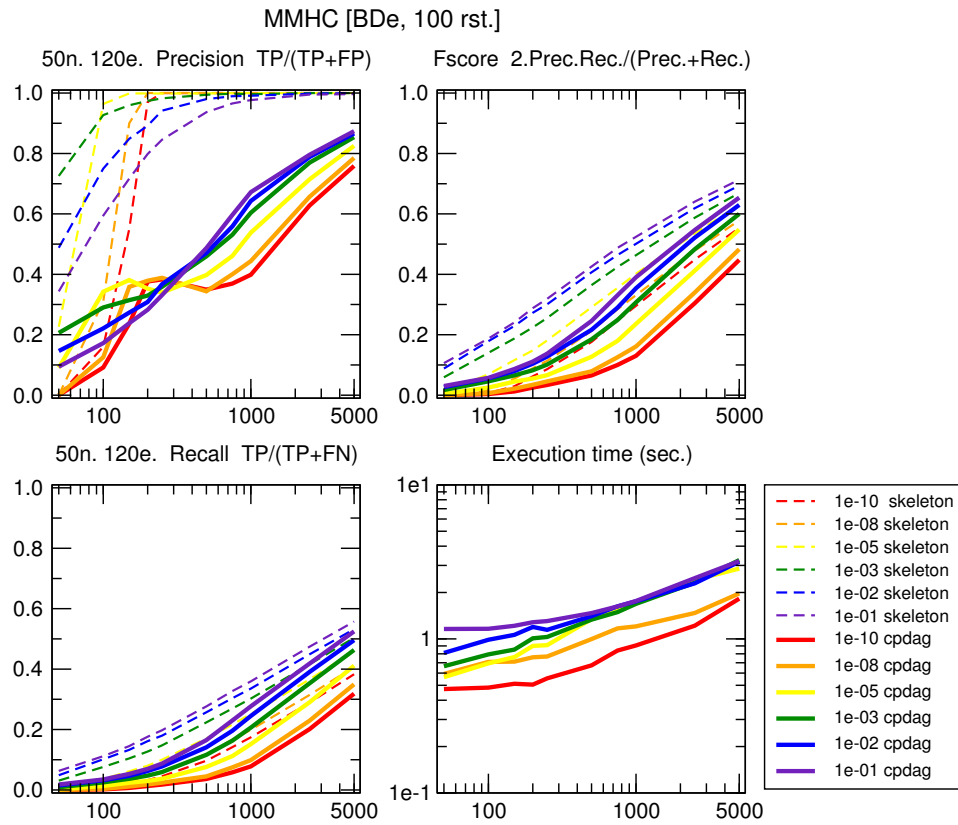 MMHC [BDe, 100 rst.]
50n. 120e. Precision TP/(TP+FP)
Fscore 2.Prec.Rec./(Prec.+Rec.)
1.0
0.8
0.6
0.4
0.2
0.0
100
1000
5000
1.0
0.8
0.6
0.4
0.2
0.0
100
1000
5000
50n. 120e. Recall TP/(TP+FN)
Execution time (sec.)
1.0
0.8
0.6
0.4
0.2
0.0
100
1000
5000
1e1
1e0
1e-1
100
1000
5000
1e-10 skeleton
1e-08 skeleton
1e-05 skeleton
1e-03 skeleton
1e-02 skeleton
1e-01 skeleton
1e-10 cpdag
1e-08 cpdag
1e-05 cpdag
1e-03 cpdag
1e-02 cpdag
1e-01 cpdag